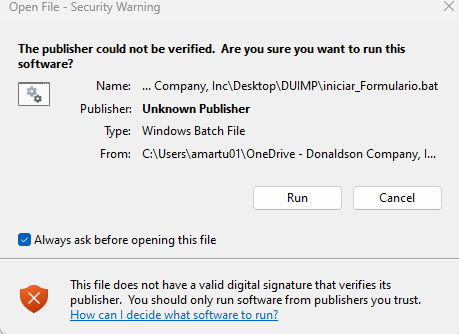 Open File - Security Warning
The publisher could not be verified.  Are you sure you want to run this
software?
Name: ... Company, Inc\Desktop\DUIMP\iniciar_Formulario.bat
Publisher: Unknown Publisher
Type: Windows Batch File
From: C:\Users\amartu01\OneDrive - Donaldson Company, I...
Run Cancel
Always ask before opening this file
This file does not have a valid digital signature that verifies its
publisher.  You should only run software from publishers you trust.
How can I decide what software to run?